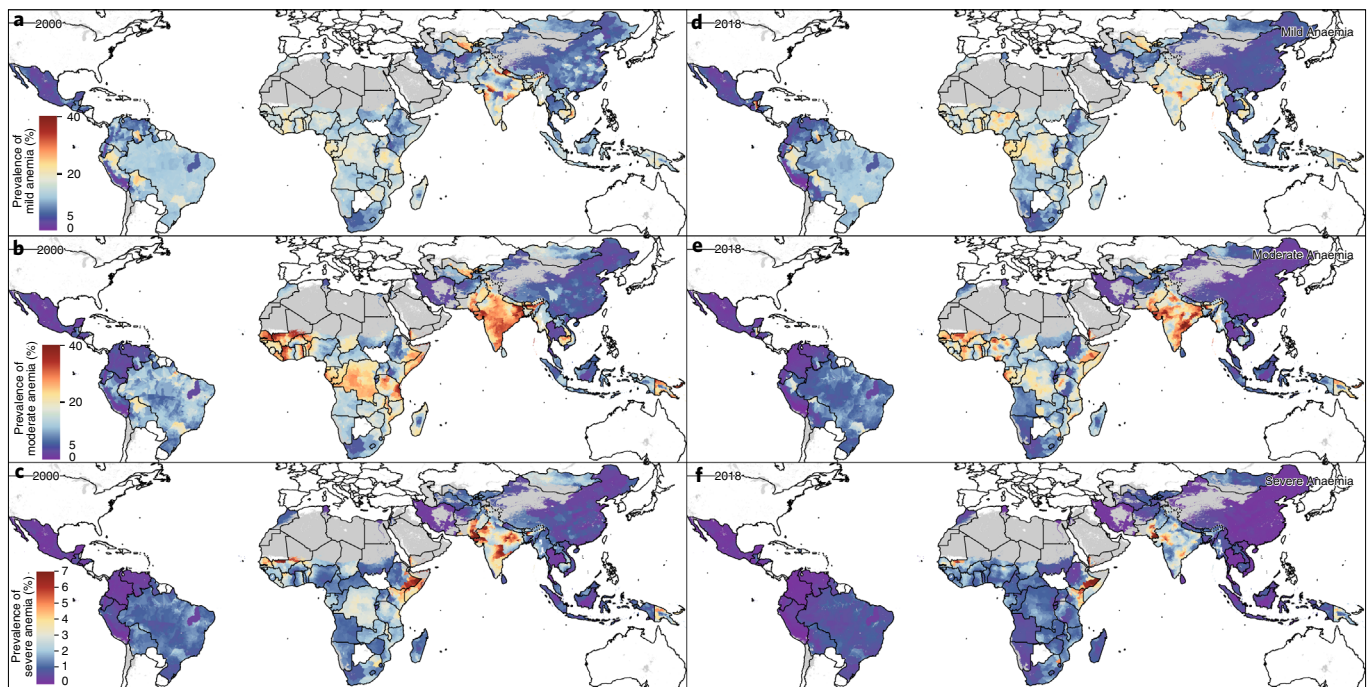 a
2000
Prevalence of
mild anemia (%)
40
20
5
0
d
2018
Mild Anaemia
b
2000
Prevalence of
moderate anemia (%)
40
20
5
0
e
2018
Moderate Anaemia
c
2000
Prevalence of
severe anemia (%)
7
6
5
4
3
2
1
0
f
2018
Severe Anaemia